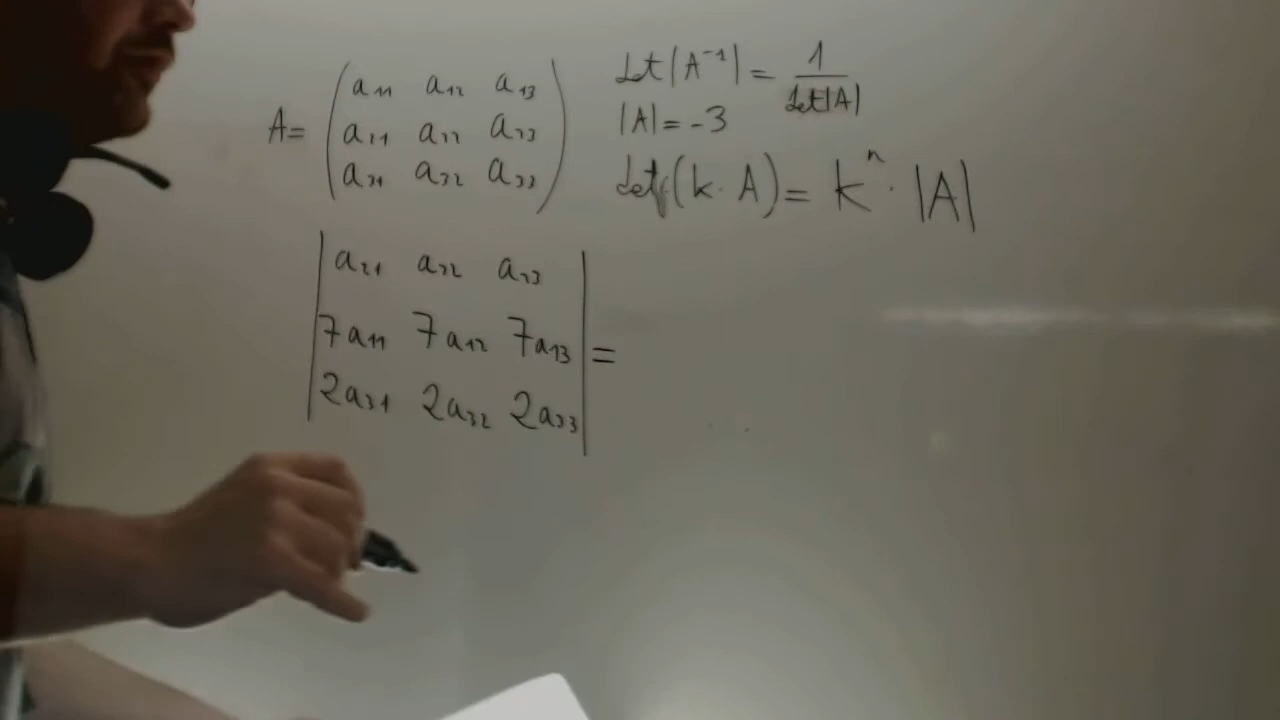 A = ( a11 a12 a13
a21 a22 a23
a31 a32 a33 )
det|A⁻¹| = 1 / det|A|
|A| = -3
det(k · A) = kⁿ · |A|
| a21 a22 a23 |
| 7a11 7a12 7a13 | =
| 2a31 2a32 2a33 |